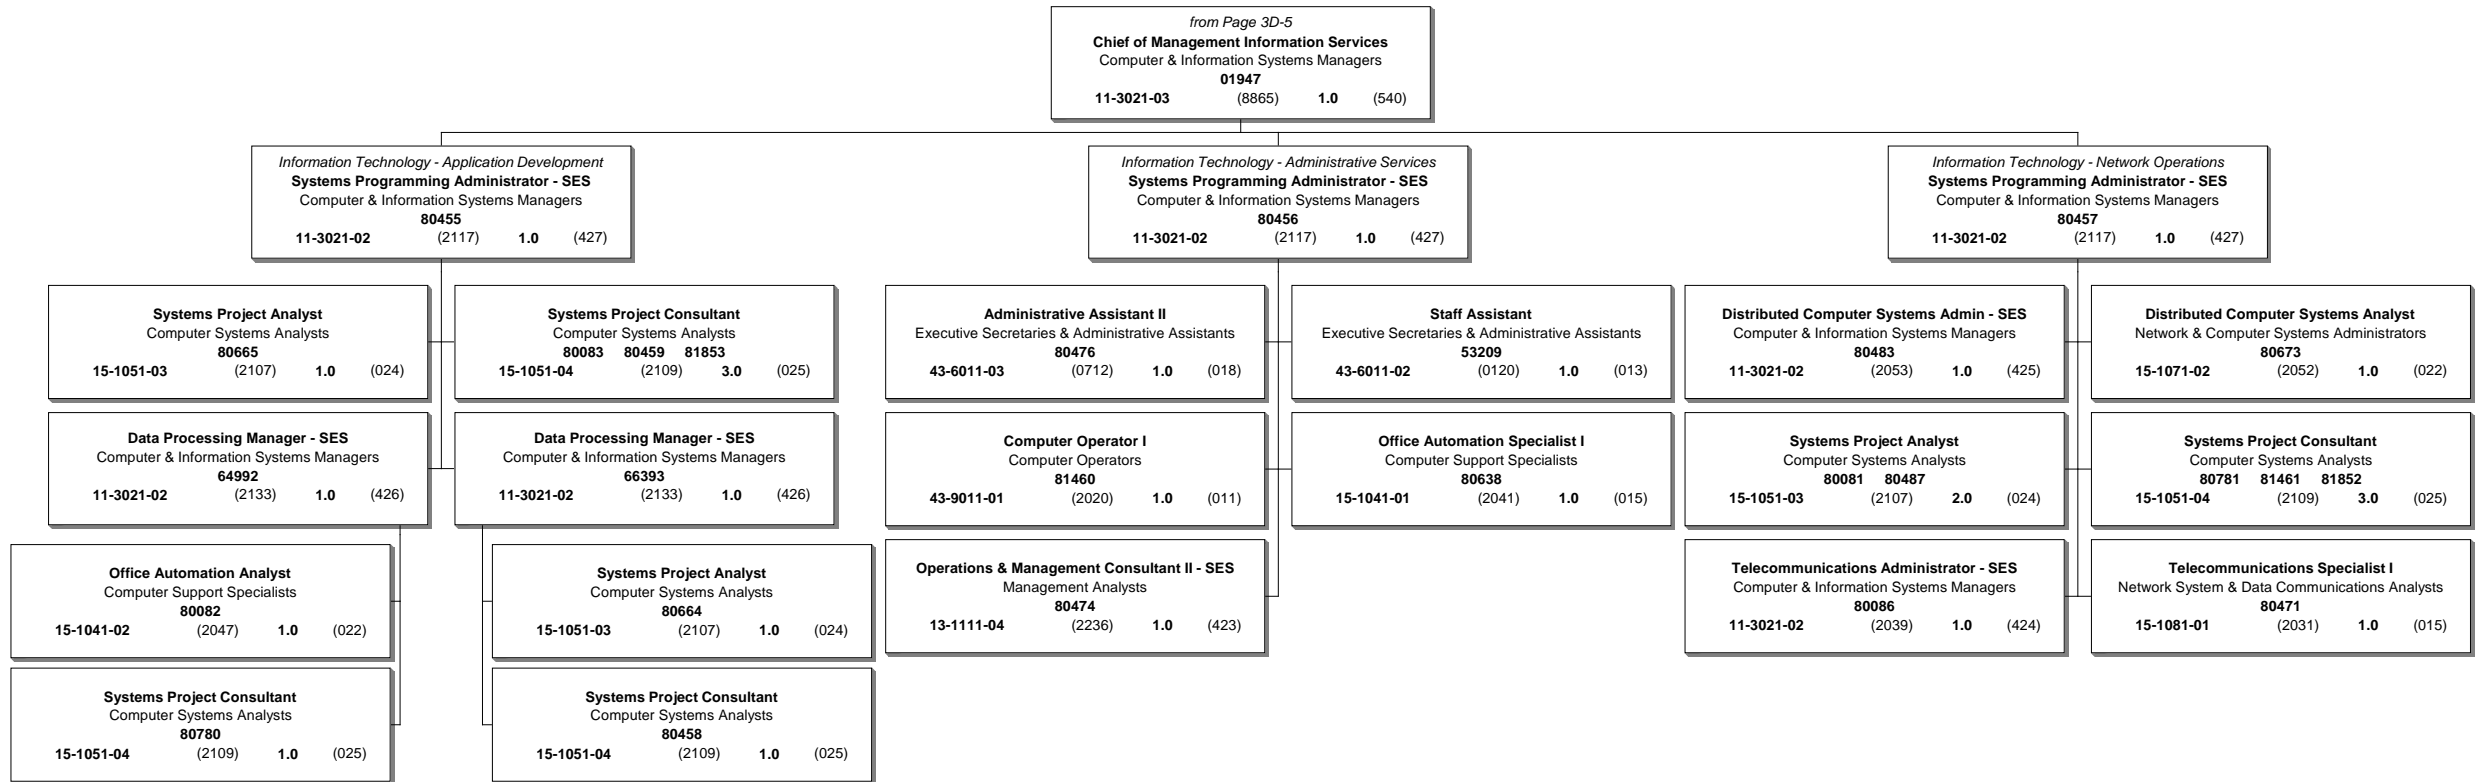 from Page 3D-5
Chief of Management Information Services
Computer & Information Systems Managers
01947
11-3021-03 (8865) 1.0 (540)
Information Technology - Application Development
Systems Programming Administrator - SES
Computer & Information Systems Managers
80455
11-3021-02 (2117) 1.0 (427)
Information Technology - Administrative Services
Systems Programming Administrator - SES
Computer & Information Systems Managers
80456
11-3021-02 (2117) 1.0 (427)
Information Technology - Network Operations
Systems Programming Administrator - SES
Computer & Information Systems Managers
80457
11-3021-02 (2117) 1.0 (427)
Systems Project Analyst
Computer Systems Analysts
80665
15-1051-03 (2107) 1.0 (024)
Systems Project Consultant
Computer Systems Analysts
80083 80459 81853
15-1051-04 (2109) 3.0 (025)
Data Processing Manager - SES
Computer & Information Systems Managers
64992
11-3021-02 (2133) 1.0 (426)
Data Processing Manager - SES
Computer & Information Systems Managers
66393
11-3021-02 (2133) 1.0 (426)
Office Automation Analyst
Computer Support Specialists
80082
15-1041-02 (2047) 1.0 (022)
Systems Project Analyst
Computer Systems Analysts
80664
15-1051-03 (2107) 1.0 (024)
Systems Project Consultant
Computer Systems Analysts
80780
15-1051-04 (2109) 1.0 (025)
Systems Project Consultant
Computer Systems Analysts
80458
15-1051-04 (2109) 1.0 (025)
Administrative Assistant II
Executive Secretaries & Administrative Assistants
80476
43-6011-03 (0712) 1.0 (018)
Staff Assistant
Executive Secretaries & Administrative Assistants
53209
43-6011-02 (0120) 1.0 (013)
Computer Operator I
Computer Operators
81460
43-9011-01 (2020) 1.0 (011)
Office Automation Specialist I
Computer Support Specialists
80638
15-1041-01 (2041) 1.0 (015)
Operations & Management Consultant II - SES
Management Analysts
80474
13-1111-04 (2236) 1.0 (423)
Distributed Computer Systems Admin - SES
Computer & Information Systems Managers
80483
11-3021-02 (2053) 1.0 (425)
Distributed Computer Systems Analyst
Network & Computer Systems Administrators
80673
15-1071-02 (2052) 1.0 (022)
Systems Project Analyst
Computer Systems Analysts
80081 80487
15-1051-03 (2107) 2.0 (024)
Systems Project Consultant
Computer Systems Analysts
80781 81461 81852
15-1051-04 (2109) 3.0 (025)
Telecommunications Administrator - SES
Computer & Information Systems Managers
80086
11-3021-02 (2039) 1.0 (424)
Telecommunications Specialist I
Network System & Data Communications Analysts
80471
15-1081-01 (2031) 1.0 (015)